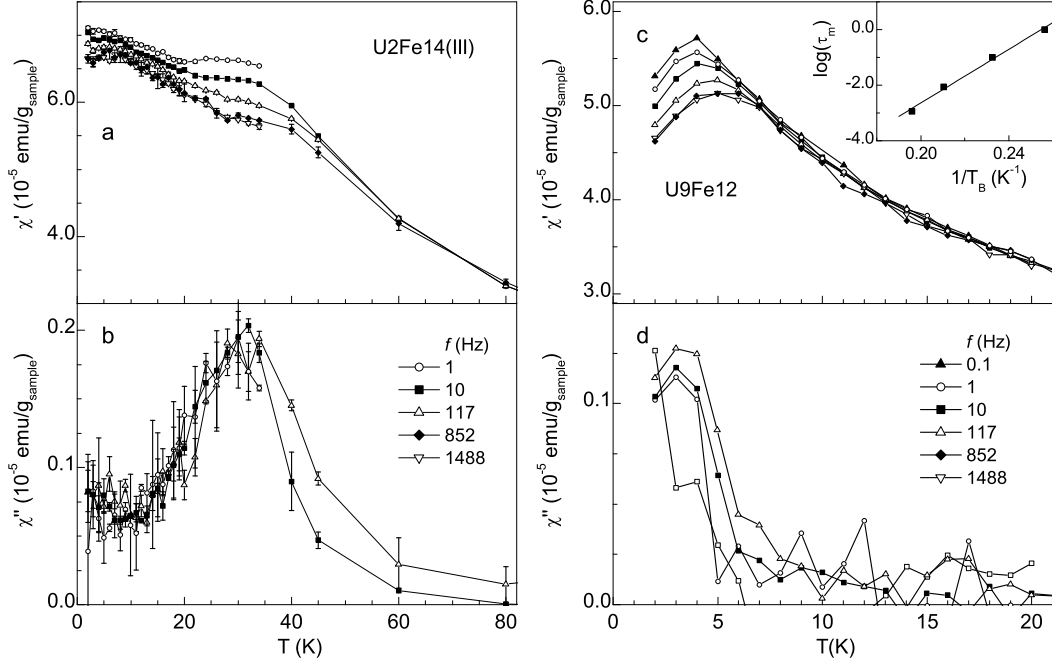 U2Fe14(III)
a
χ' (10⁻⁵ emu/g_sample)
8.0
6.0
4.0
b
f (Hz)
1
10
117
852
1488
χ'' (10⁻⁵ emu/g_sample)
0.2
0.1
0.0
0
20
40
60
80
T (K)
c
U9Fe12
χ' (10⁻⁵ emu/g_sample)
6.0
5.0
4.0
3.0
log(τ_m)
0.0
-2.0
-4.0
0.20
0.24
1/T_B (K⁻¹)
d
f (Hz)
0.1
1
10
117
852
1488
χ'' (10⁻⁵ emu/g_sample)
0.1
0.0
0
5
10
15
20
T(K)